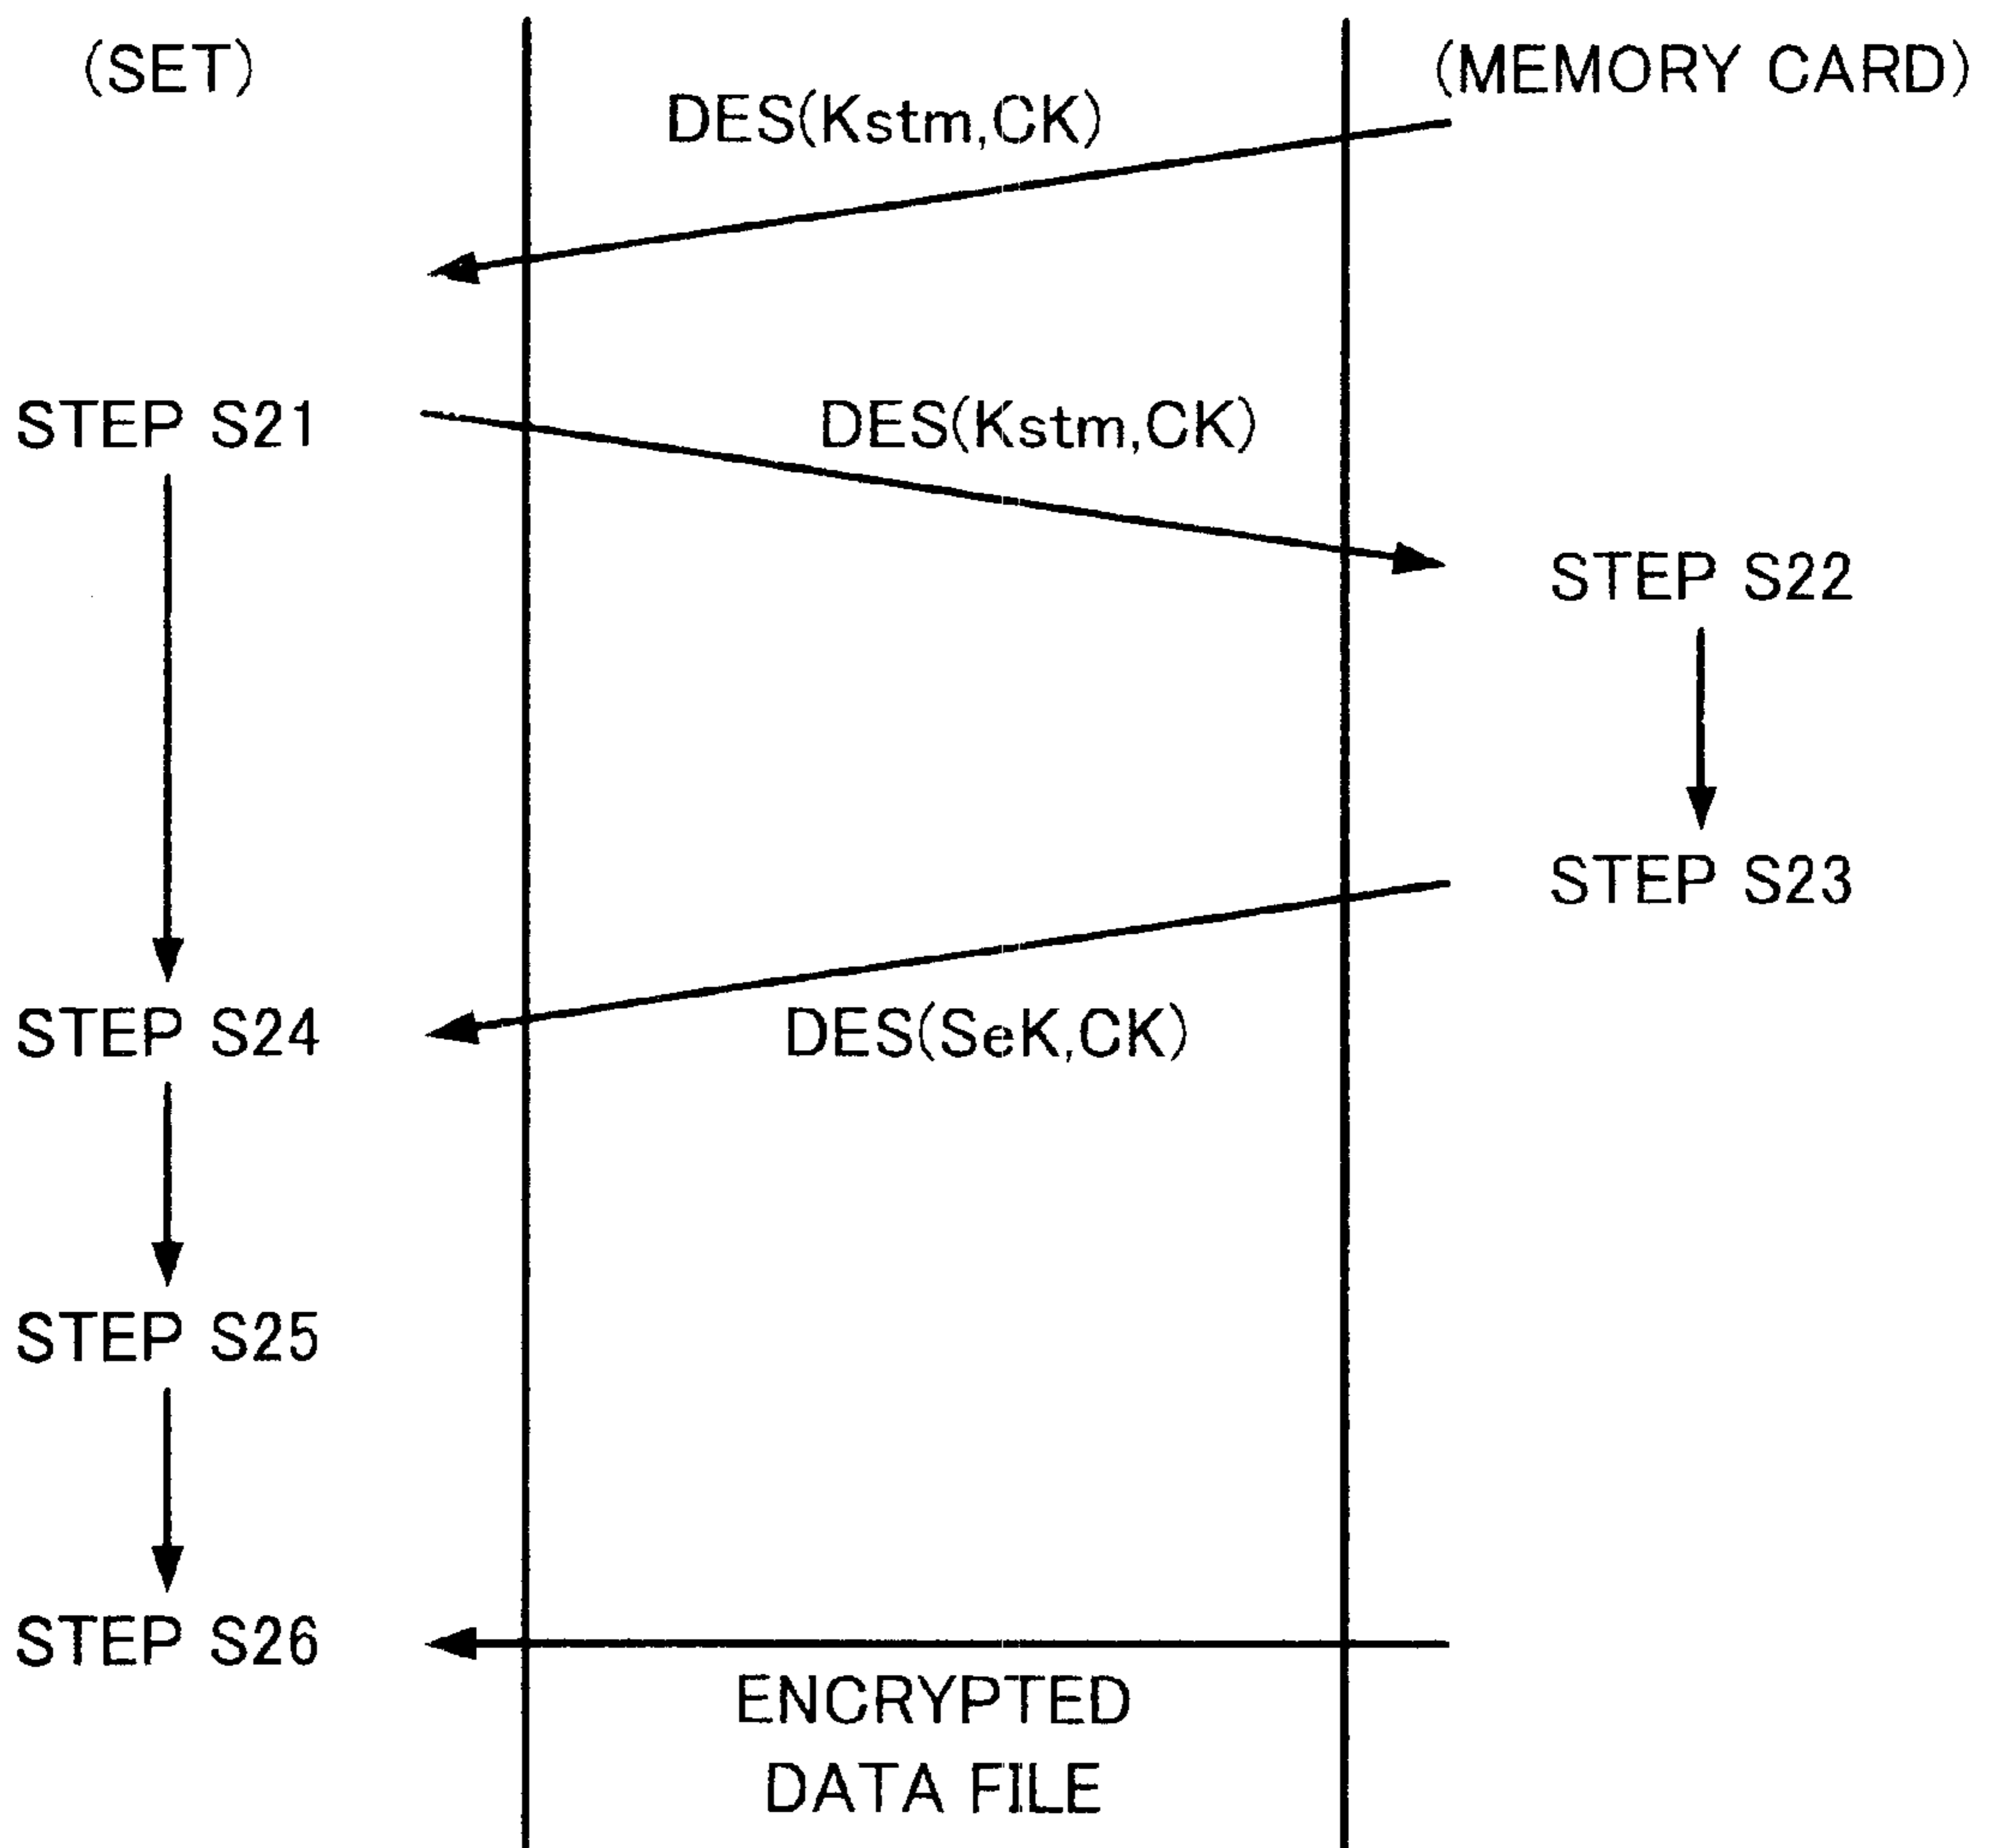 (SET)
(MEMORY CARD)
DES(Kstm,CK)
STEP S21
DES(Kstm,CK)
STEP S22
STEP S23
STEP S24
DES(SeK,CK)
STEP S25
STEP S26
ENCRYPTED
DATA FILE